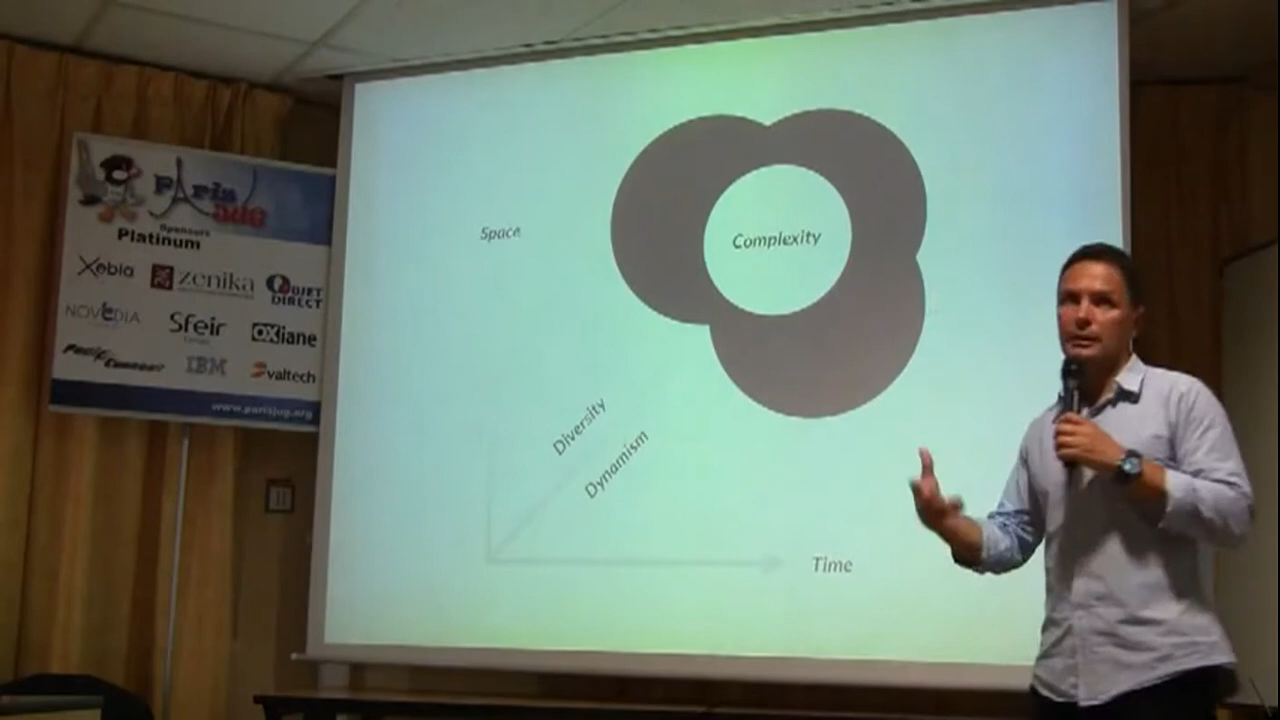 Paris
JUG
Sponsors
Platinum
Xebia
zenika
OBJET
DIRECT
NOVEDIA
Sfeir
OXiane
IBM
valtech
www.parisjug.org
Space
Complexity
Diversity
Dynamism
Time